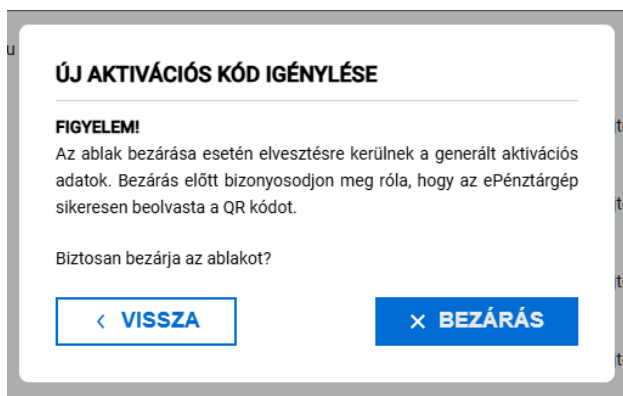 ÚJ AKTIVÁCIÓS KÓD IGÉNYLÉSE
FIGYELEM!
Az ablak bezárása esetén elvesztésre kerülnek a generált aktivációs
adatok. Bezárás előtt bizonyosodjon meg róla, hogy az ePénztárgép
sikeresen beolvasta a QR kódot.
Biztosan bezárja az ablakot?
VISSZA
BEZÁRÁS